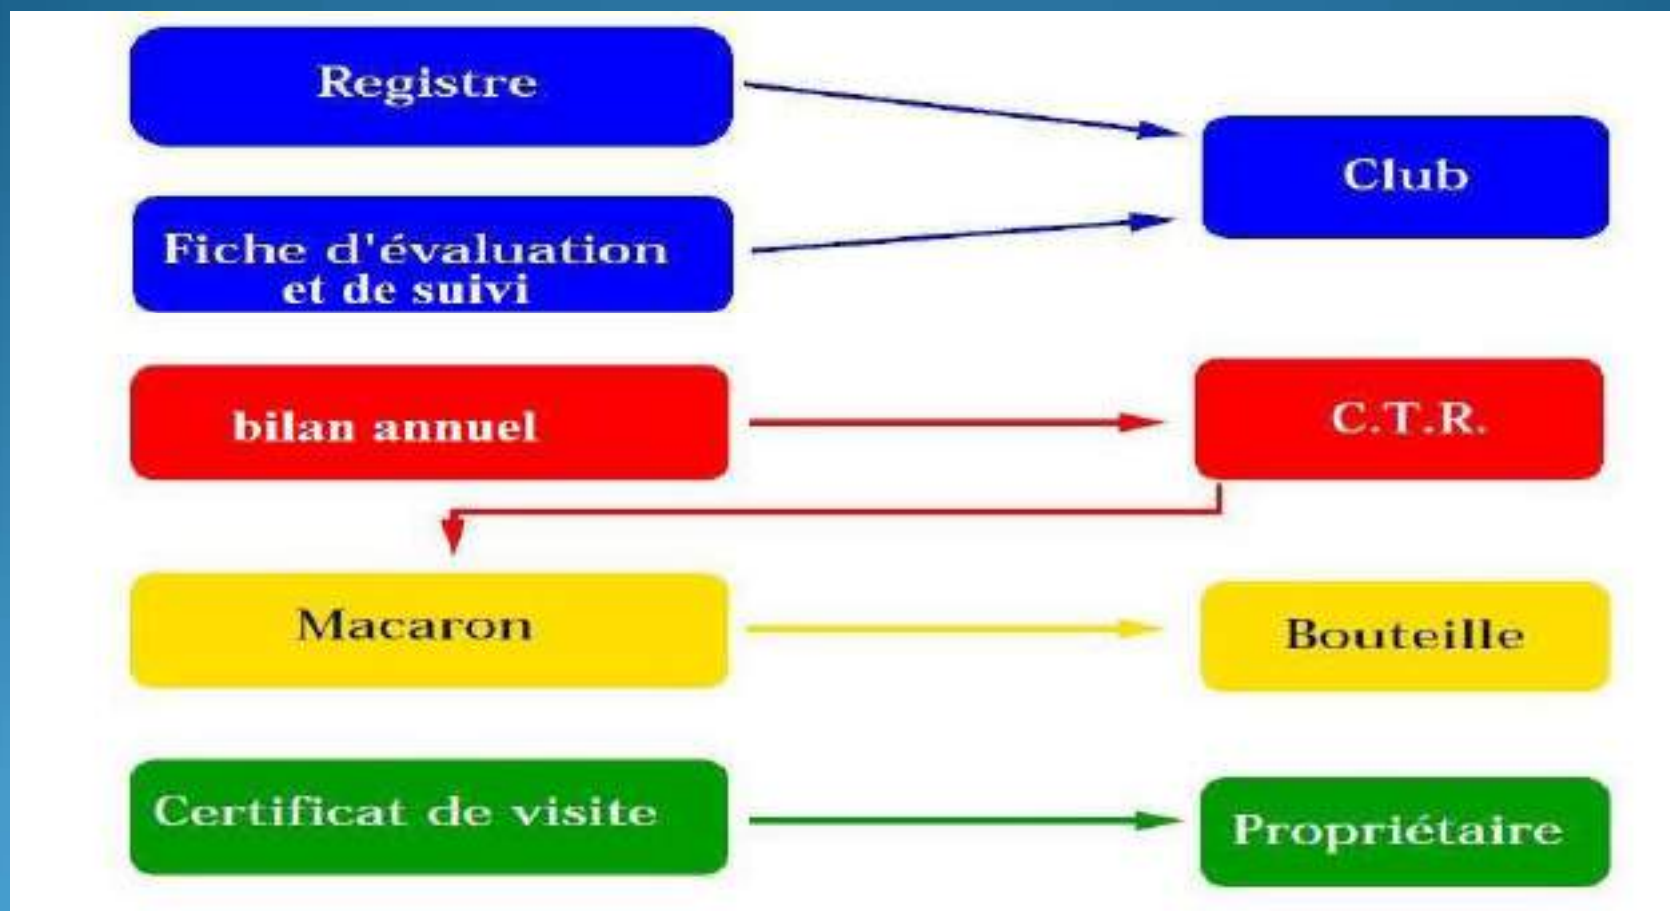 Registre
Club
Fiche d'évaluation
et de suivi
bilan annuel
C.T.R.
Macaron
Bouteille
Certificat de visite
Propriétaire